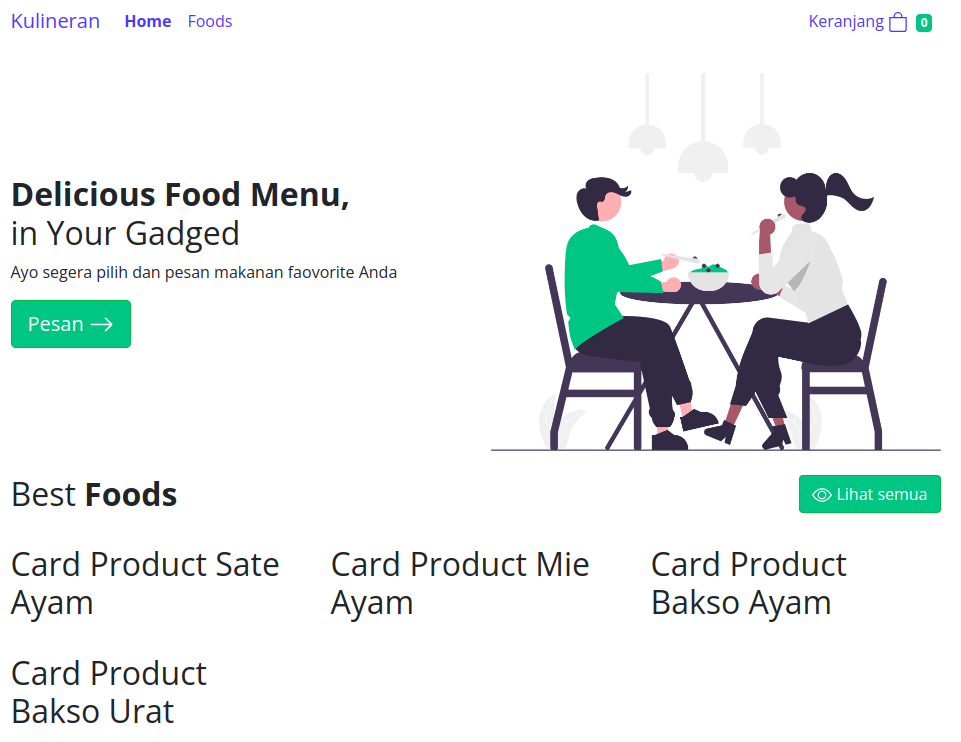 Kulineran Home Foods Keranjang 0
Delicious Food Menu,
in Your Gadged
Ayo segera pilih dan pesan makanan faovorite Anda
Pesan →
Best Foods
Lihat semua
Card Product Sate
Ayam
Card Product Mie
Ayam
Card Product
Bakso Ayam
Card Product
Bakso Urat